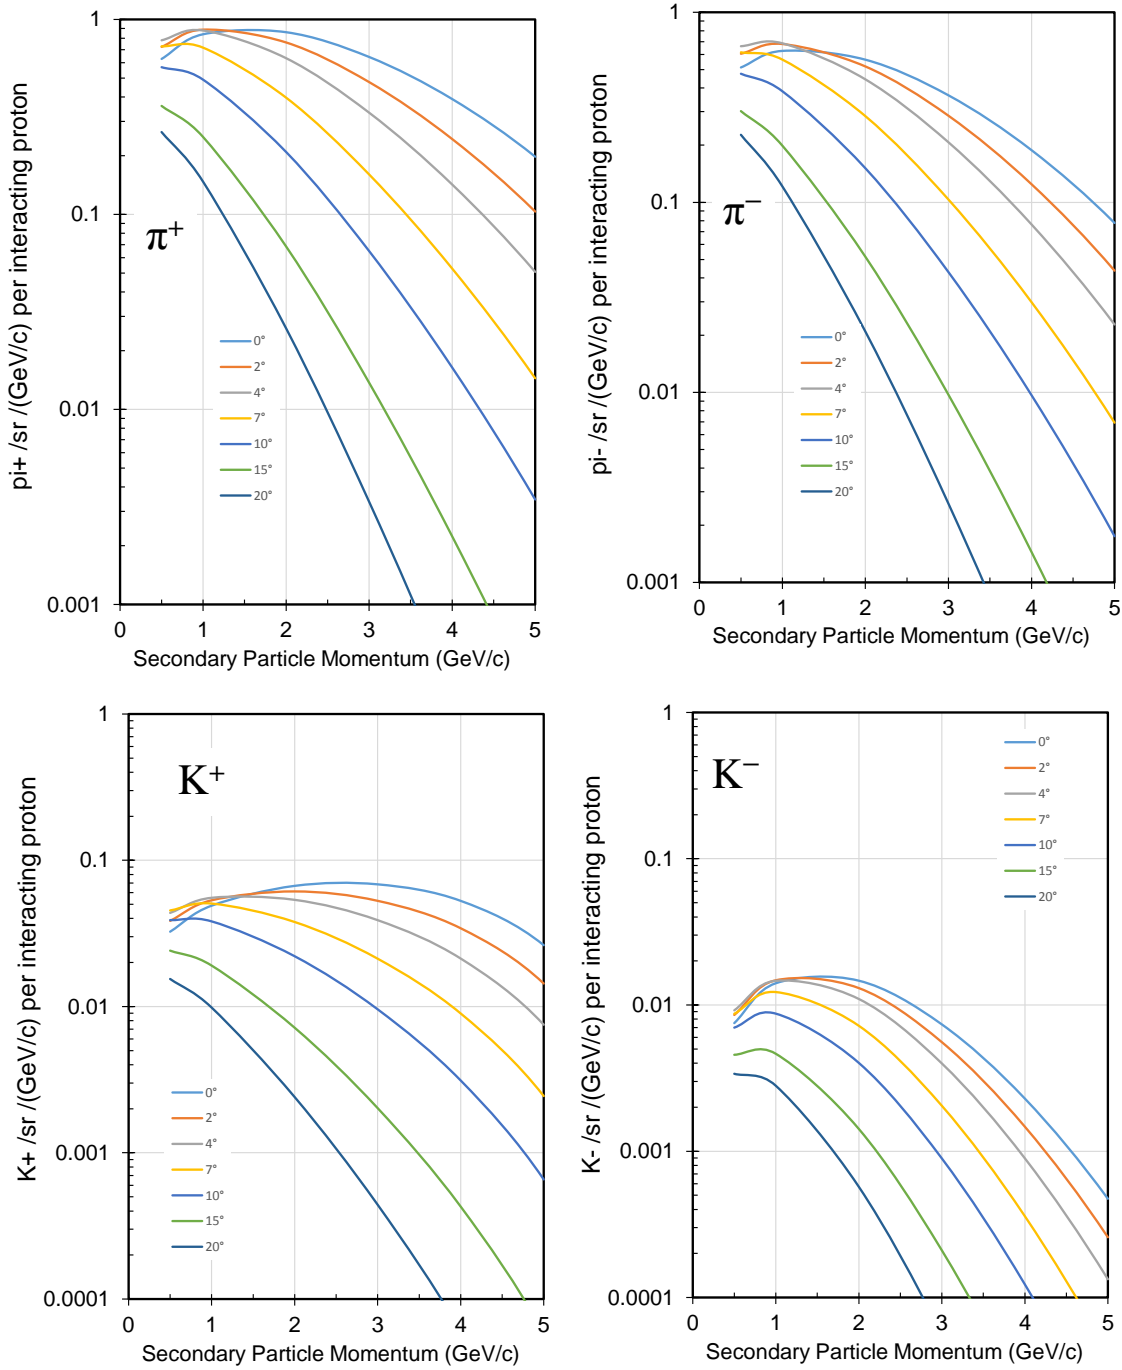 pi+ /sr /(GeV/c) per interacting proton
1
0.1
0.01
0.001
π⁺
0°
2°
4°
7°
10°
15°
20°
0 1 2 3 4 5
Secondary Particle Momentum (GeV/c)
pi- /sr /(GeV/c) per interacting proton
1
0.1
0.01
0.001
π⁻
0°
2°
4°
7°
10°
15°
20°
0 1 2 3 4 5
Secondary Particle Momentum (GeV/c)
K+ /sr /(GeV/c) per interacting proton
1
0.1
0.01
0.001
0.0001
K⁺
0°
2°
4°
7°
10°
15°
20°
0 1 2 3 4 5
Secondary Particle Momentum (GeV/c)
K- /sr /(GeV/c) per interacting proton
1
0.1
0.01
0.001
0.0001
K⁻
0°
2°
4°
7°
10°
15°
20°
0 1 2 3 4 5
Secondary Particle Momentum (GeV/c)